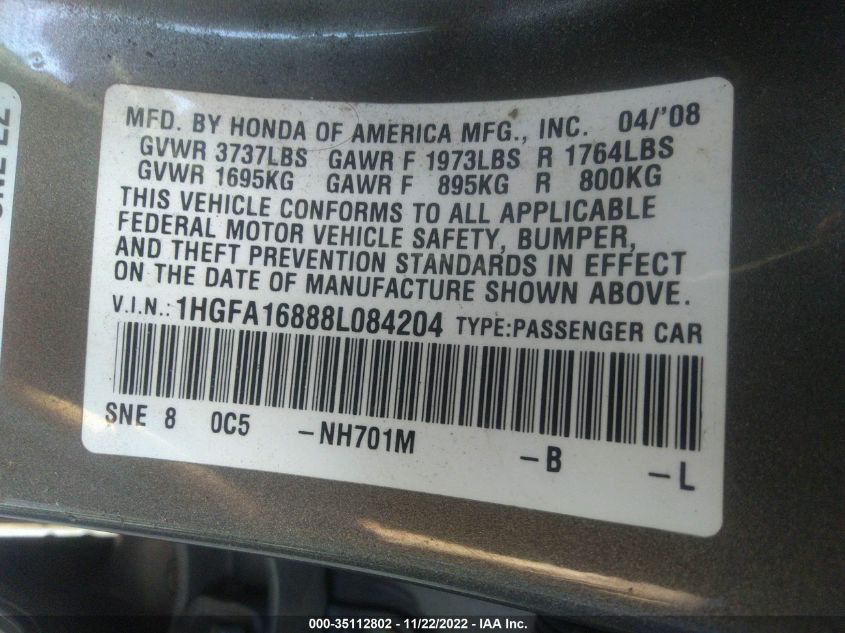 MFD. BY HONDA OF AMERICA MFG., INC. 04/'08
GVWR 3737LBS GAWR F 1973LBS R 1764LBS
GVWR 1695KG GAWR F 895KG R 800KG
THIS VEHICLE CONFORMS TO ALL APPLICABLE
FEDERAL MOTOR VEHICLE SAFETY, BUMPER,
AND THEFT PREVENTION STANDARDS IN EFFECT
ON THE DATE OF MANUFACTURE SHOWN ABOVE.
V.I.N.: 1HGFA16888L084204 TYPE:PASSENGER CAR
SNE 8 0C5 -NH701M -B -L
000-35112802 - 11/22/2022 - IAA Inc.